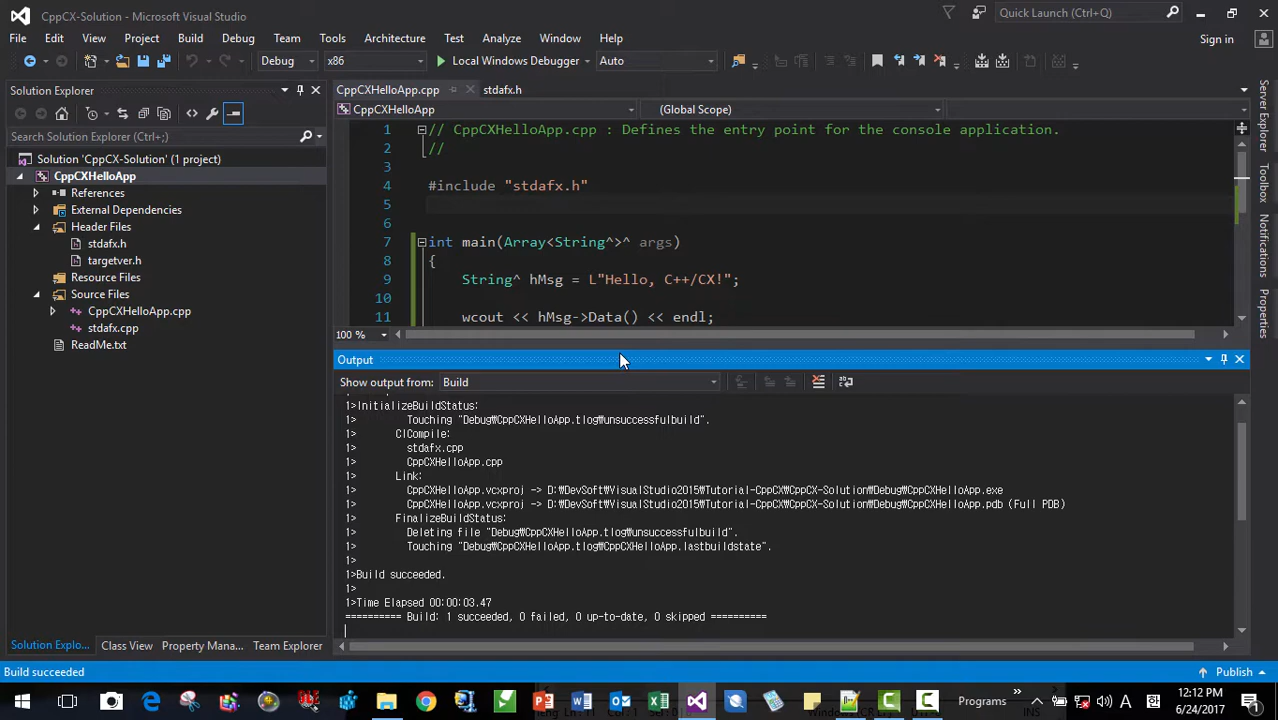 CppCX-Solution - Microsoft Visual Studio
Quick Launch (Ctrl+Q)
File Edit View Project Build Debug Team Tools Architecture Test Analyze Window Help
Sign in
Debug x86 Local Windows Debugger Auto
Solution Explorer
Search Solution Explorer (Ctrl+;)
Solution 'CppCX-Solution' (1 project)
CppCXHelloApp
References
External Dependencies
Header Files
stdafx.h
targetver.h
Resource Files
Source Files
CppCXHelloApp.cpp
stdafx.cpp
ReadMe.txt
Solution Explo... Class View Property Mana... Team Explorer
CppCXHelloApp.cpp stdafx.h
CppCXHelloApp (Global Scope)
1 // CppCXHelloApp.cpp : Defines the entry point for the console application.
2 //
3
4 #include "stdafx.h"
5
6
7 int main(Array<String^>^ args)
8 {
9 String^ hMsg = L"Hello, C++/CX!";
10
11 wcout << hMsg->Data() << endl;
100 %
Output
Show output from: Build
1>InitializeBuildStatus:
1> Touching "Debug₩CppCXHelloApp.tlog₩unsuccessfulbuild".
1> ClCompile:
1> stdafx.cpp
1> CppCXHelloApp.cpp
1> Link:
1> CppCXHelloApp.vcxproj -> D:₩DevSoft₩VisualStudio2015₩Tutorial-CppCX₩CppCX-Solution₩Debug₩CppCXHelloApp.exe
1> CppCXHelloApp.vcxproj -> D:₩DevSoft₩VisualStudio2015₩Tutorial-CppCX₩CppCX-Solution₩Debug₩CppCXHelloApp.pdb (Full PDB)
1> FinalizeBuildStatus:
1> Deleting file "Debug₩CppCXHelloApp.tlog₩unsuccessfulbuild".
1> Touching "Debug₩CppCXHelloApp.tlog₩CppCXHelloApp.lastbuildstate".
1>
1>Build succeeded.
1>
1>Time Elapsed 00:00:03.47
========== Build: 1 succeeded, 0 failed, 0 up-to-date, 0 skipped ==========
Server Explorer
Toolbox
Notifications
Properties
Build succeeded
Publish
Programs
A
한
12:12 PM
6/24/2017